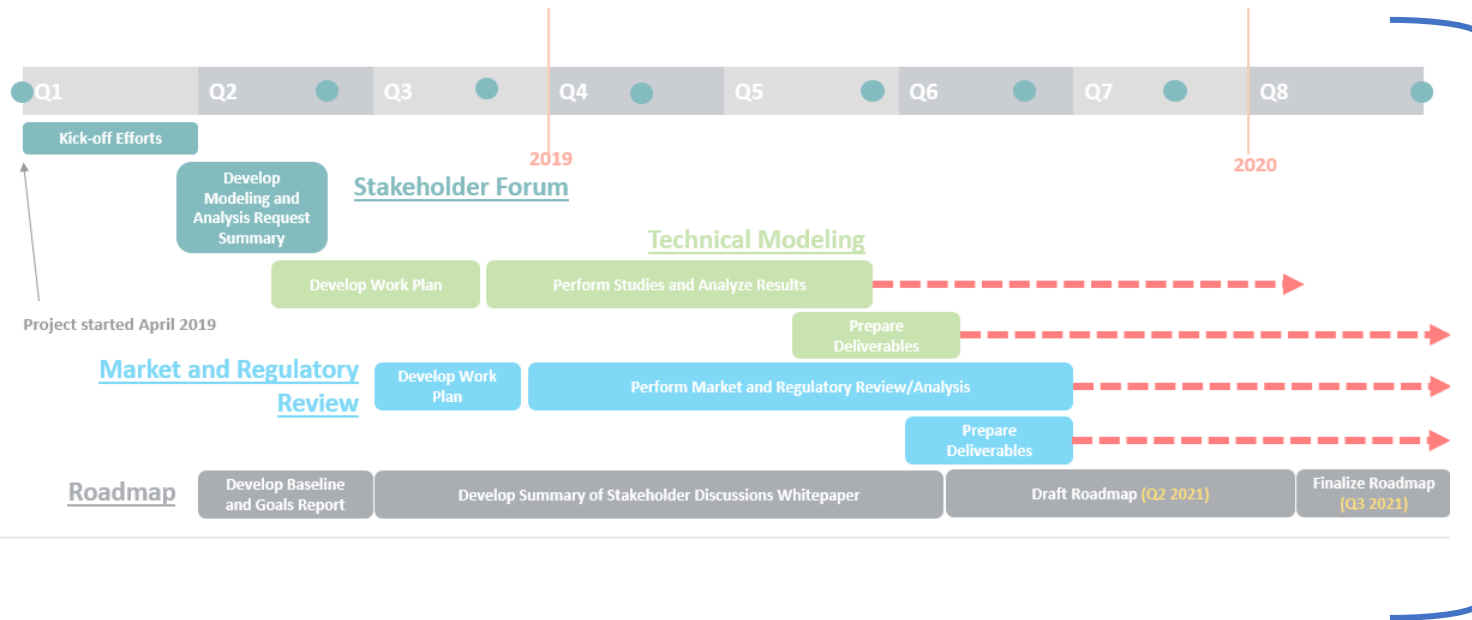 Q1
Q2
Q3
Q4
Q5
Q6
Q7
Q8
Kick-off Efforts
2019
2020
Develop
Modeling and
Analysis Request
Summary
Stakeholder Forum
Technical Modeling
Develop Work Plan
Perform Studies and Analyze Results
Project started April 2019
Prepare
Deliverables
Market and Regulatory
Review
Develop Work
Plan
Perform Market and Regulatory Review/Analysis
Prepare
Deliverables
Roadmap
Develop Baseline
and Goals Report
Develop Summary of Stakeholder Discussions Whitepaper
Draft Roadmap (Q2 2021)
Finalize Roadmap
(Q3 2021)